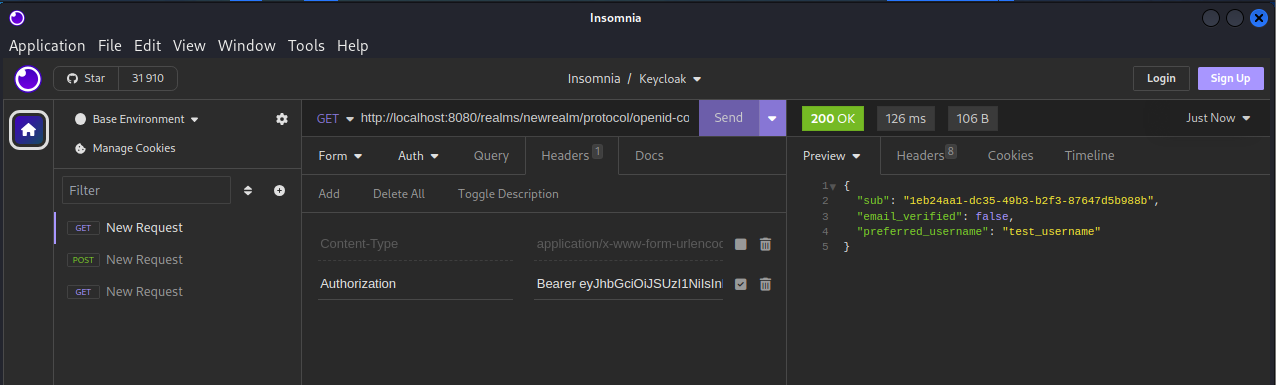 Insomnia
Application File Edit View Window Tools Help
Star 31 910
Insomnia / Keycloak
Login
Sign Up
Base Environment
Manage Cookies
Filter
GET New Request
POST New Request
GET New Request
GET http://localhost:8080/realms/newrealm/protocol/openid-co
Send
Form Auth Query Headers 1 Docs
Add Delete All Toggle Description
Content-Type application/x-www-form-urlencod
Authorization Bearer eyJhbGciOiJSUzI1NiIsIn
200 OK 126 ms 106 B Just Now
Preview Headers 8 Cookies Timeline
1 {
2 "sub": "1eb24aa1-dc35-49b3-b2f3-87647d5b988b",
3 "email_verified": false,
4 "preferred_username": "test_username"
5 }